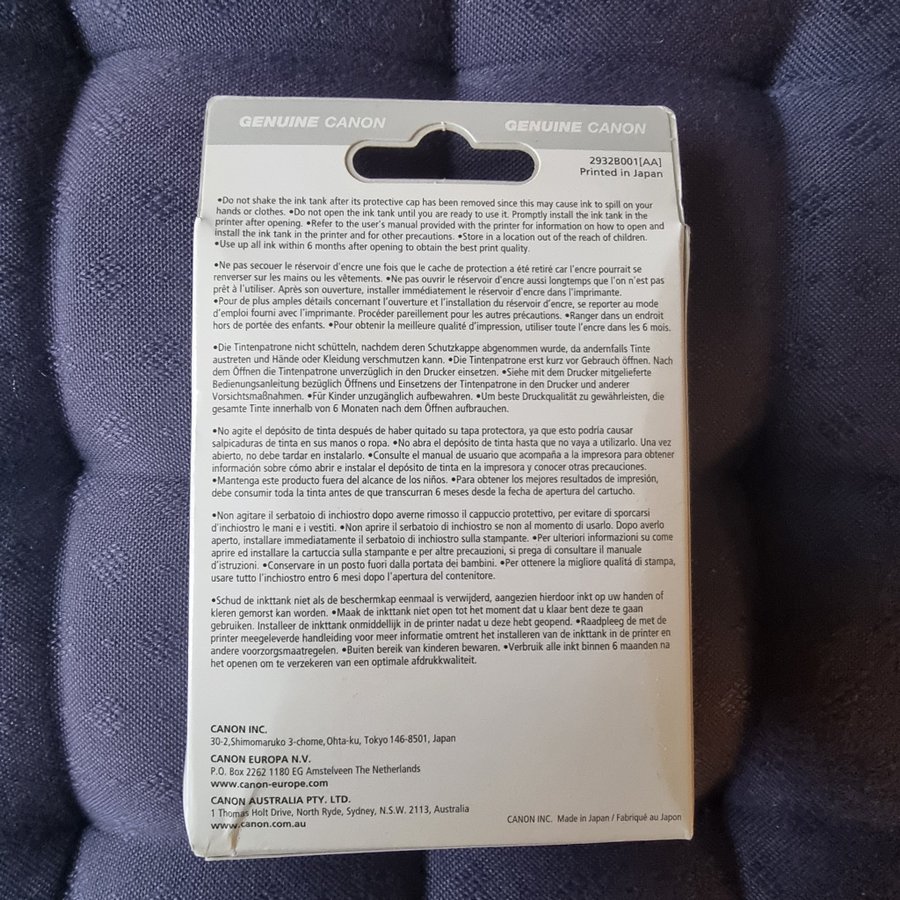 GENUINE CANON GENUINE CANON
2932B001[AA]
Printed in Japan
•Do not shake the ink tank after its protective cap has been removed since this may cause ink to spill on your
hands or clothes. •Do not open the ink tank until you are ready to use it. Promptly install the ink tank in the
printer after opening. •Refer to the user's manual provided with the printer for information on how to open and
install the ink tank in the printer and for other precautions. •Store in a location out of the reach of children.
•Use up all ink within 6 months after opening to obtain the best print quality.
•Ne pas secouer le réservoir d'encre une fois que le cache de protection a été retiré car l'encre pourrait se
renverser sur les mains ou les vêtements. •Ne pas ouvrir le réservoir d'encre aussi longtemps que l'on n'est pas
prêt à l'utiliser. Après son ouverture, installer immédiatement le réservoir d'encre dans l'imprimante.
•Pour de plus amples détails concernant l'ouverture et l'installation du réservoir d'encre, se reporter au mode
d'emploi fourni avec l'imprimante. Procéder pareillement pour les autres précautions. •Ranger dans un endroit
hors de portée des enfants. •Pour obtenir la meilleure qualité d'impression, utiliser toute l'encre dans les 6 mois.
•Die Tintenpatrone nicht schütteln, nachdem deren Schutzkappe abgenommen wurde, da andernfalls Tinte
austreten und Hände oder Kleidung verschmutzen kann. •Die Tintenpatrone erst kurz vor Gebrauch öffnen. Nach
dem Öffnen die Tintenpatrone unverzüglich in den Drucker einsetzen. •Siehe mit dem Drucker mitgelieferte
Bedienungsanleitung bezüglich Öffnens und Einsetzens der Tintenpatrone in den Drucker und anderer
Vorsichtsmaßnahmen. •Für Kinder unzugänglich aufbewahren. •Um beste Druckqualität zu gewährleisten, die
gesamte Tinte innerhalb von 6 Monaten nach dem Öffnen aufbrauchen.
•No agite el depósito de tinta después de haber quitado su tapa protectora, ya que esto podría causar
salpicaduras de tinta en sus manos o ropa. •No abra el depósito de tinta hasta que no vaya a utilizarlo. Una vez
abierto, no debe tardar en instalarlo. •Consulte el manual de usuario que acompaña a la impresora para obtener
información sobre cómo abrir e instalar el depósito de tinta en la impresora y conocer otras precauciones.
•Mantenga este producto fuera del alcance de los niños. •Para obtener los mejores resultados de impresión,
debe consumir toda la tinta antes de que transcurran 6 meses desde la fecha de apertura del cartucho.
•Non agitare il serbatoio di inchiostro dopo averne rimosso il cappuccio protettivo, per evitare di sporcarsi
d'inchiostro le mani e i vestiti. •Non aprire il serbatoio di inchiostro se non al momento di usarlo. Dopo averlo
aperto, installare immediatamente il serbatoio di inchiostro sulla stampante. •Per ulteriori informazioni su come
aprire ed installare la cartuccia sulla stampante e per altre precauzioni, si prega di consultare il manuale
d'istruzioni. •Conservare in un posto fuori dalla portata dei bambini. •Per ottenere la migliore qualitá di stampa,
usare tutto l'inchiostro entro 6 mesi dopo l'apertura del contenitore.
•Schud de inkttank niet als de beschermkap eenmaal is verwijderd, aangezien hierdoor inkt op uw handen of
kleren gemorst kan worden. •Maak de inkttank niet open tot het moment dat u klaar bent deze te gaan
gebruiken. Installeer de inkttank onmiddellijk in de printer nadat u deze hebt geopend. •Raadpleeg de met de
printer meegeleverde handleiding voor meer informatie omtrent het installeren van de inkttank in de printer en
andere voorzorgsmaatregelen. •Buiten bereik van kinderen bewaren. •Verbruik alle inkt binnen 6 maanden na
het openen om te verzekeren van een optimale afdrukkwaliteit.
CANON INC.
30-2,Shimomaruko 3-chome,Ohta-ku, Tokyo 146-8501, Japan
CANON EUROPA N.V.
P.O. Box 2262 1180 EG Amstelveen The Netherlands
www.canon-europe.com
CANON AUSTRALIA PTY. LTD.
1 Thomas Holt Drive, North Ryde, Sydney, N.S.W. 2113, Australia
www.canon.com.au
CANON INC. Made in Japan / Fabriqué au Japon